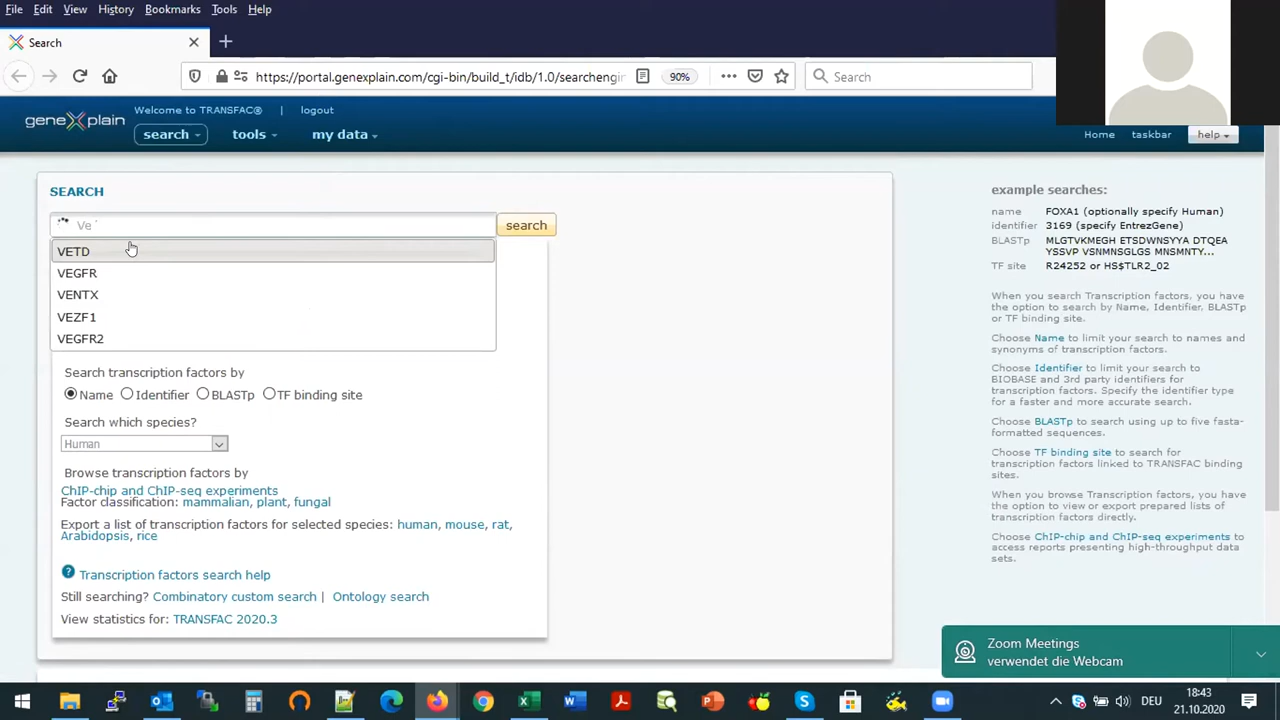 File Edit View History Bookmarks Tools Help
Search
https://portal.genexplain.com/cgi-bin/build_t/idb/1.0/searchengin
90%
Search
Welcome to TRANSFAC® | logout
geneXplain
search tools my data
Home taskbar help
SEARCH
Ve
search
VETD
VEGFR
VENTX
VEZF1
VEGFR2
Search transcription factors by
Name Identifier BLASTp TF binding site
Search which species?
Human
Browse transcription factors by
ChIP-chip and ChIP-seq experiments
Factor classification: mammalian, plant, fungal
Export a list of transcription factors for selected species: human, mouse, rat,
Arabidopsis, rice
? Transcription factors search help
Still searching? Combinatory custom search | Ontology search
View statistics for: TRANSFAC 2020.3
example searches:
name FOXA1 (optionally specify Human)
identifier 3169 (specify EntrezGene)
BLASTp MLGTVKMEGH ETSDWNSYYA DTQEA
YSSVP VSNMNSGLGS MNSMNTY...
TF site R24252 or HS$TLR2_02
When you search Transcription factors, you have
the option to search by Name, Identifier, BLASTp
or TF binding site.
Choose Name to limit your search to names and
synonyms of transcription factors.
Choose Identifier to limit your search to
BIOBASE and 3rd party identifiers for
transcription factors. Specify the identifier type
for a faster and more accurate search.
Choose BLASTp to search using up to five fasta-
formatted sequences.
Choose TF binding site to search for
transcription factors linked to TRANSFAC binding
sites.
When you browse Transcription factors, you have
the option to view or export prepared lists of
transcription factors directly.
Choose ChIP-chip and ChIP-seq experiments to
access reports presenting high-throughput data
sets.
Zoom Meetings
verwendet die Webcam
DEU
18:43
21.10.2020